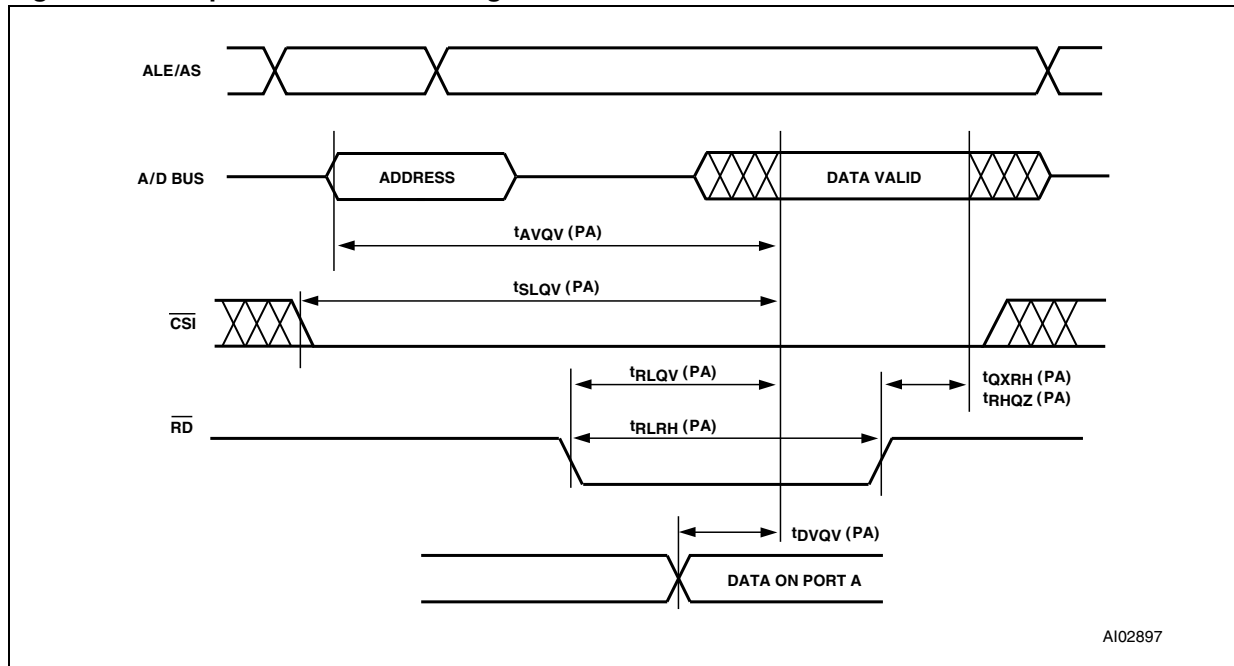 ALE/AS
A/D BUS
ADDRESS
DATA VALID
tAVQV (PA)
tSLQV (PA)
CSI
tRLQV (PA)
tQXRH (PA)
tRHQZ (PA)
RD
tRLRH (PA)
tDVQV (PA)
DATA ON PORT A
AI02897